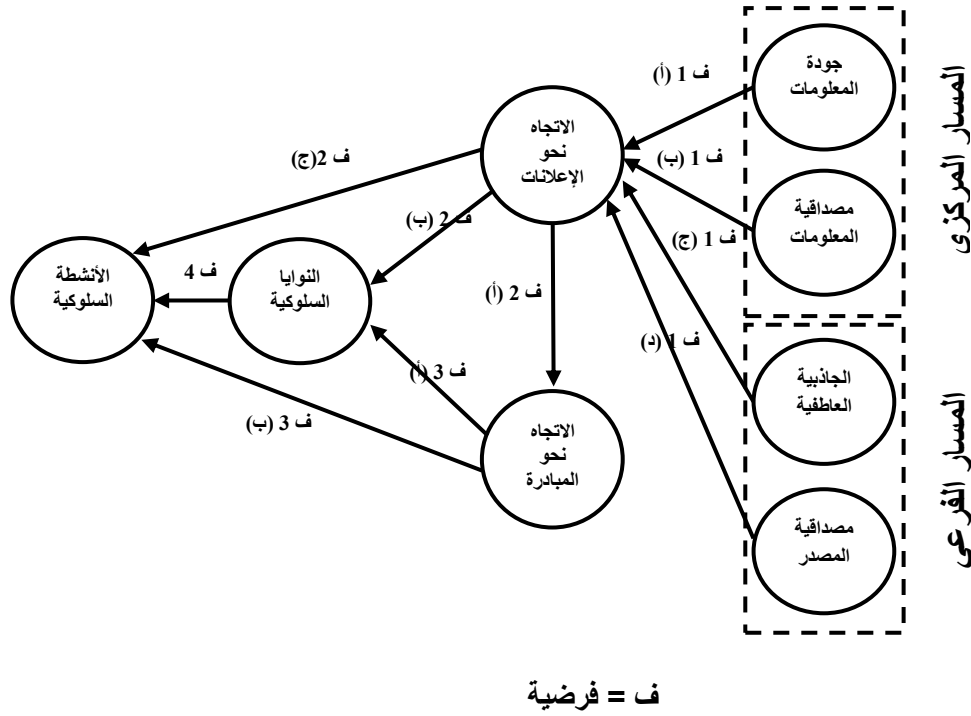 المسار المركزى
جودة
المعلومات
مصداقية
المعلومات
المسار الفرعى
الجاذبية
العاطفية
مصداقية
المصدر
ف 1 (أ)
ف 1 (ب)
ف 1 (ج)
ف 1 (د)
الاتجاه
نحو
الإعلانات
ف 2(ج)
ف 2 (ب)
ف 2 (أ)
الاتجاه
نحو
المبادرة
ف 3 (أ)
ف 3 (ب)
النوايا
السلوكية
ف 4
الأنشطة
السلوكية
ف = فرضية